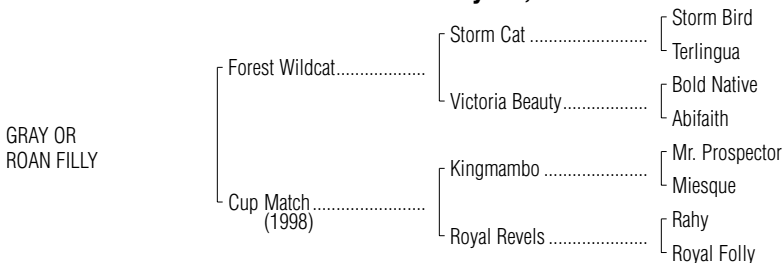 Storm Bird
Storm Cat ..........................
Terlingua
Forest Wildcat....................
Bold Native
Victoria Beauty...................
Abifaith
GRAY OR
ROAN FILLY
Mr. Prospector
Kingmambo .......................
Miesque
Cup Match.........................
(1998)
Rahy
Royal Revels ......................
Royal Folly